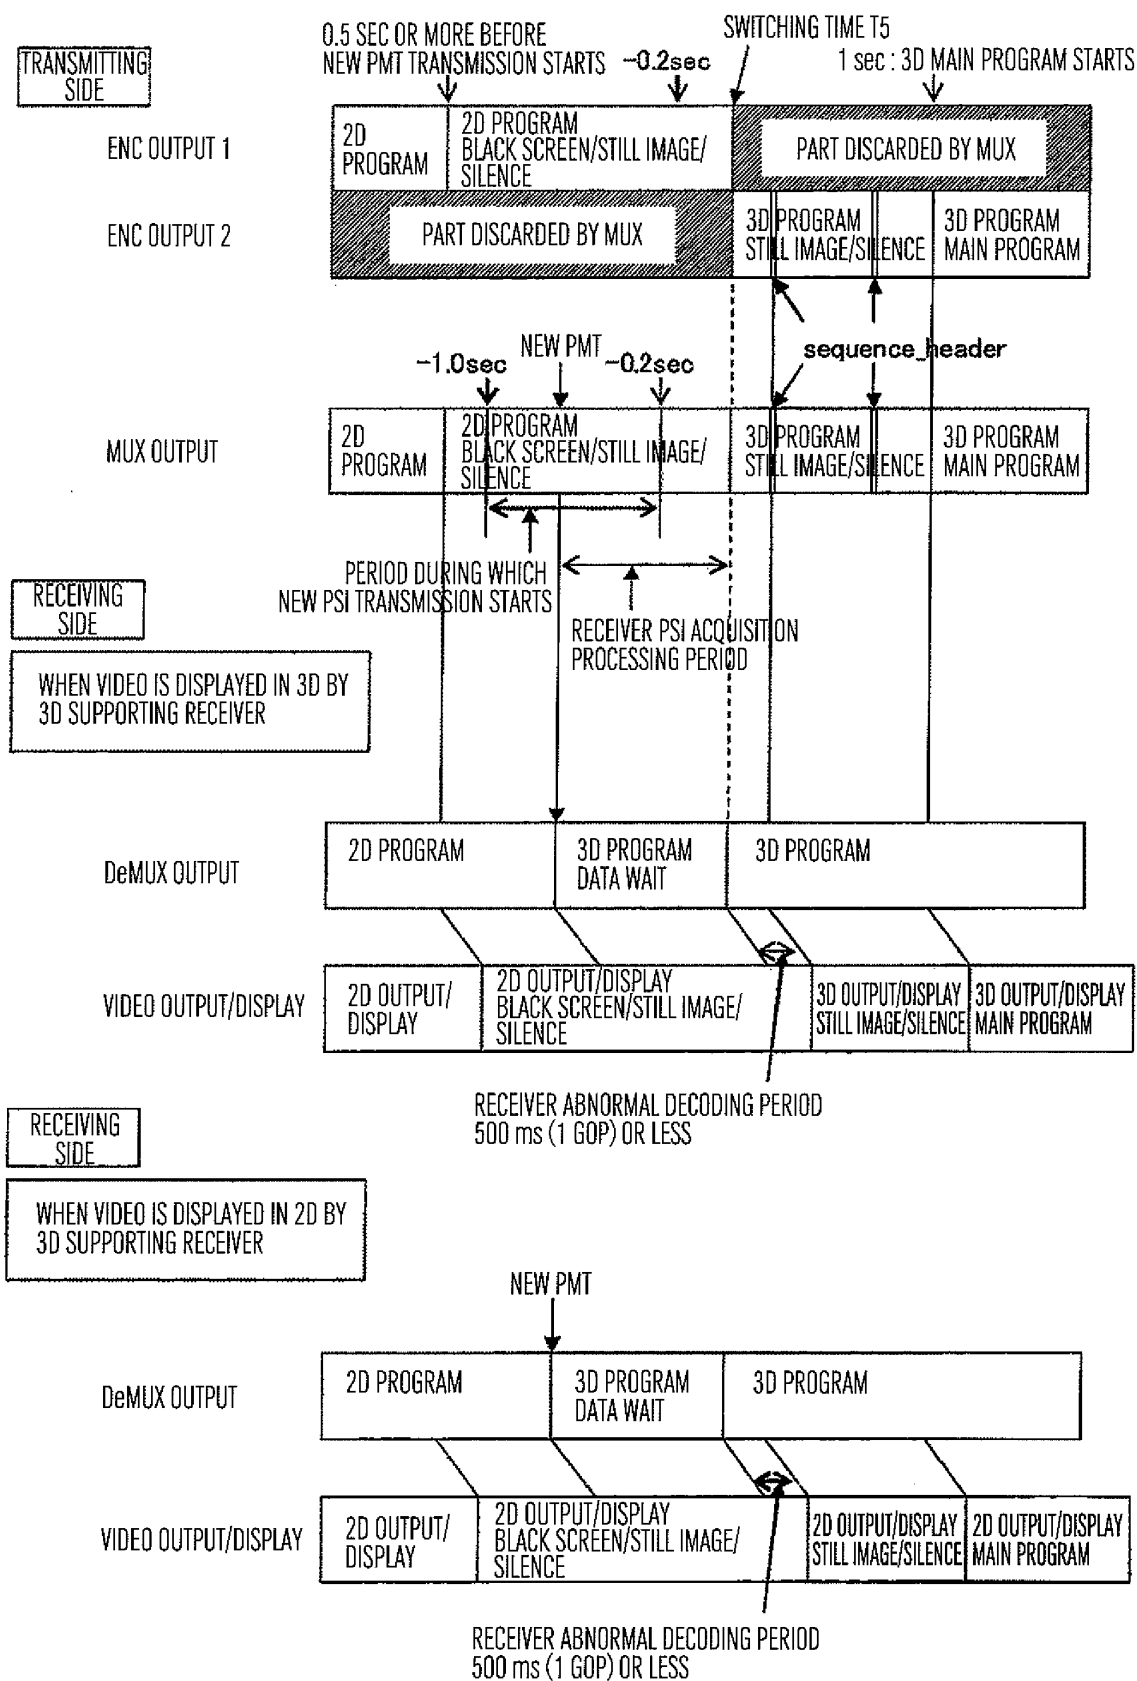 0.5 SEC OR MORE BEFORE
NEW PMT TRANSMISSION STARTS
-0.2sec
SWITCHING TIME T5
1 sec : 3D MAIN PROGRAM STARTS
TRANSMITTING
SIDE
ENC OUTPUT 1
2D
PROGRAM
2D PROGRAM
BLACK SCREEN/STILL IMAGE/
SILENCE
PART DISCARDED BY MUX
ENC OUTPUT 2
PART DISCARDED BY MUX
3D PROGRAM
STILL IMAGE/SILENCE
3D PROGRAM
MAIN PROGRAM
sequence_header
-1.0sec
NEW PMT
-0.2sec
MUX OUTPUT
2D
PROGRAM
2D PROGRAM
BLACK SCREEN/STILL IMAGE/
SILENCE
3D PROGRAM
STILL IMAGE/SILENCE
3D PROGRAM
MAIN PROGRAM
PERIOD DURING WHICH
NEW PSI TRANSMISSION STARTS
RECEIVER PSI ACQUISITION
PROCESSING PERIOD
RECEIVING
SIDE
WHEN VIDEO IS DISPLAYED IN 3D BY
3D SUPPORTING RECEIVER
DeMUX OUTPUT
2D PROGRAM
3D PROGRAM
DATA WAIT
3D PROGRAM
VIDEO OUTPUT/DISPLAY
2D OUTPUT/
DISPLAY
2D OUTPUT/DISPLAY
BLACK SCREEN/STILL IMAGE/
SILENCE
3D OUTPUT/DISPLAY
STILL IMAGE/SILENCE
3D OUTPUT/DISPLAY
MAIN PROGRAM
RECEIVER ABNORMAL DECODING PERIOD
500 ms (1 GOP) OR LESS
RECEIVING
SIDE
WHEN VIDEO IS DISPLAYED IN 2D BY
3D SUPPORTING RECEIVER
NEW PMT
DeMUX OUTPUT
2D PROGRAM
3D PROGRAM
DATA WAIT
3D PROGRAM
VIDEO OUTPUT/DISPLAY
2D OUTPUT/
DISPLAY
2D OUTPUT/DISPLAY
BLACK SCREEN/STILL IMAGE/
SILENCE
2D OUTPUT/DISPLAY
STILL IMAGE/SILENCE
2D OUTPUT/DISPLAY
MAIN PROGRAM
RECEIVER ABNORMAL DECODING PERIOD
500 ms (1 GOP) OR LESS